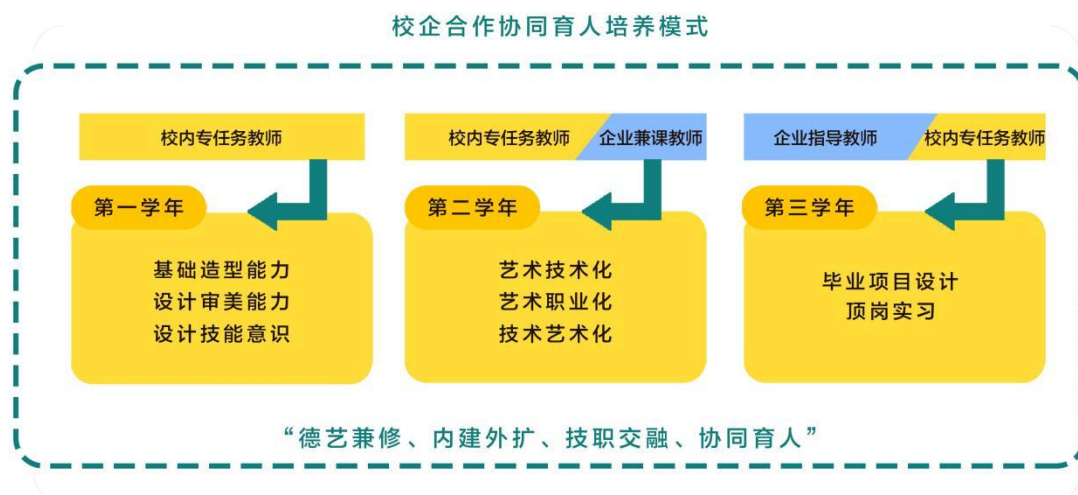 校企合作协同育人培养模式
校内专任务教师
第一学年
基础造型能力
设计审美能力
设计技能意识
校内专任务教师 企业兼课教师
第二学年
艺术技术化
艺术职业化
技术艺术化
企业指导教师 校内专任务教师
第三学年
毕业项目设计
顶岗实习
“德艺兼修、内建外扩、技职交融、协同育人”